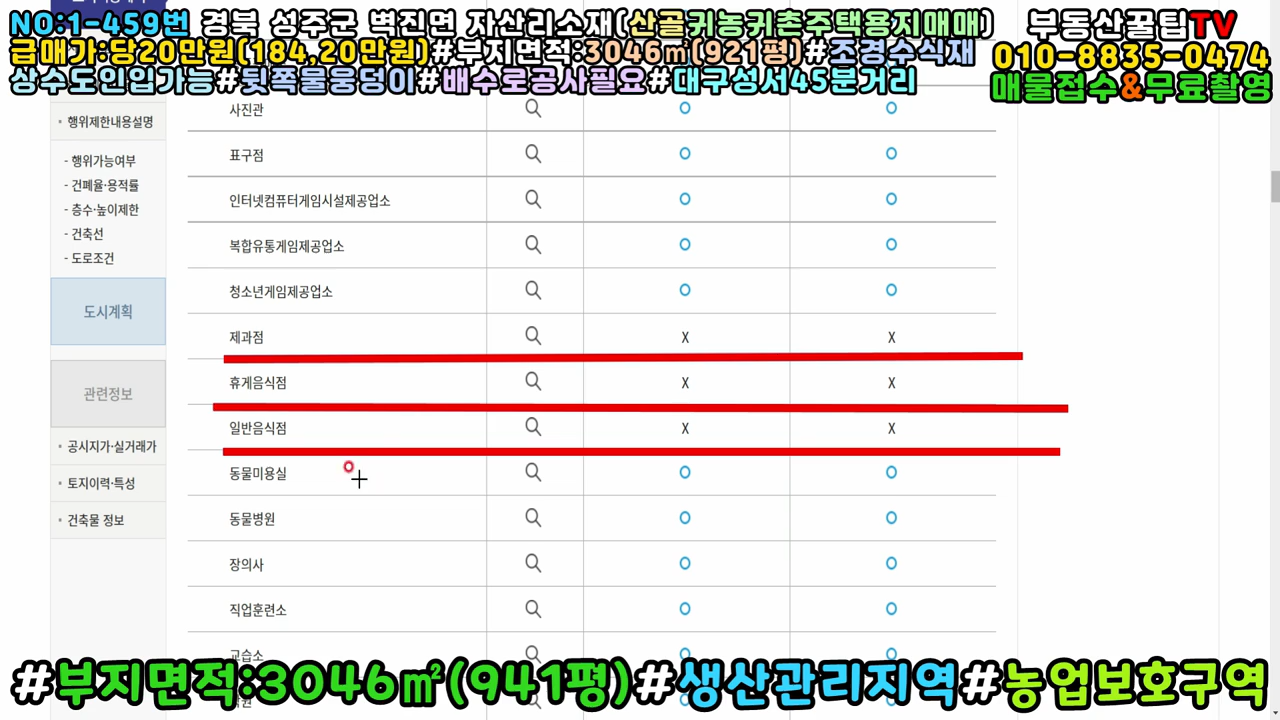 NO:1-459번 경북 성주군 벽진면 자산리소재(산골귀농귀촌주택용지매매) 부동산꿀팁TV
급매가:당20만원(184,20만원)#부지면적:3046㎡(921평)#조경수식재 010-8835-0474
상수도인입가능#뒷쪽물웅덩이#배수로공사필요#대구성서45분거리 매물접수&무료촬영
사진관 O O
· 행위제한내용설명
표구점 O O
- 행위가능여부
- 건폐율·용적률
인터넷컴퓨터게임시설제공업소 O O
- 층수·높이제한
- 건축선
복합유통게임제공업소 O O
- 도로조건
청소년게임제공업소 O O
도시계획
제과점 X X
휴게음식점 X X
관련정보
일반음식점 X X
· 공시지가·실거래가
동물미용실 O O
· 토지이력·특성
동물병원 O O
· 건축물 정보
장의사 O O
직업훈련소 O O
교습소
#부지면적:3046㎡(941평)#생산관리지역#농업보호구역